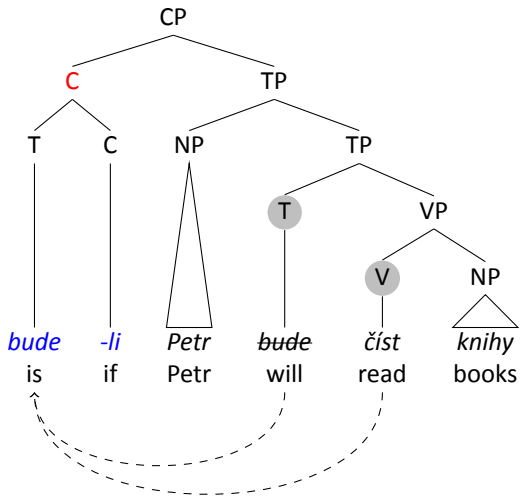 CP
C TP
T C NP TP
T VP
V NP
bude -li Petr bude číst knihy
is if Petr will read books